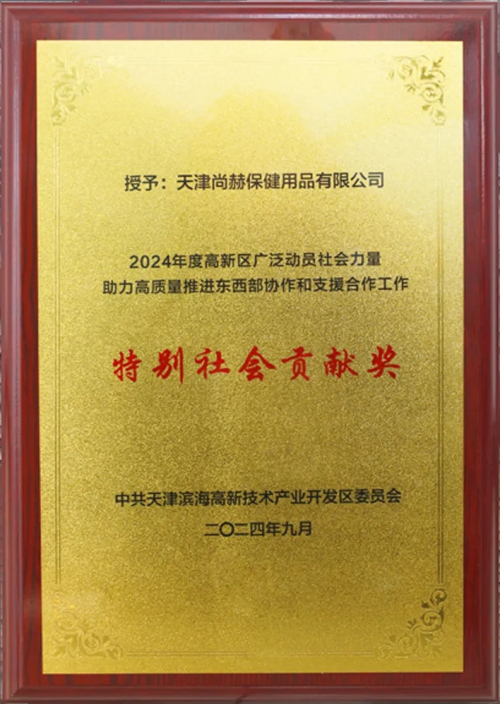 授予：天津尚赫保健用品有限公司
2024年度高新区广泛动员社会力量
助力高质量推进东西部协作和支援合作工作
特别社会贡献奖
中共天津滨海高新技术产业开发区委员会
二〇二四年九月